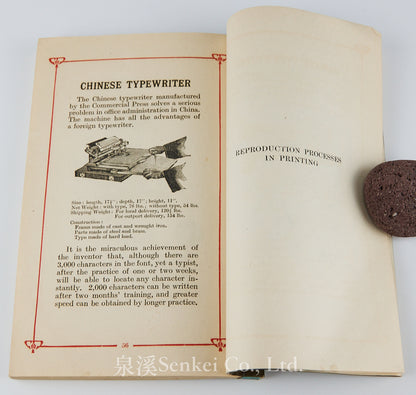 CHINESE TYPEWRITER
The Chinese typewriter manufactured
by the Commercial Press solves a serious
problem in office administration in China.
The machine has all the advantages of
a foreign typewriter.
Size: length, 17½"; depth, 17"; height, 11".
Net Weight: with type, 76 lbs.; without type, 54 lbs.
Shipping Weight: For local delivery, 120½ lbs.
For outport delivery, 154 lbs.
Construction:
Frame made of cast and wrought iron.
Parts made of steel and brass.
Type made of hard lead.
It is the miraculous achievement of
the inventor that, although there are
3,000 characters in the font, yet a typist,
after the practice of one or two weeks,
will be able to locate any character in-
stantly. 2,000 characters can be written
after two months' training, and greater
speed can be obtained by longer practice.
56
REPRODUCTION PROCESSES
IN PRINTING
泉溪Senkei Co., Ltd.